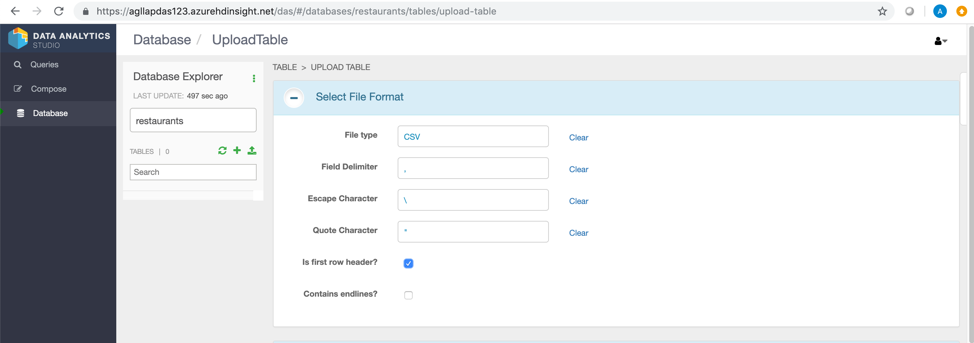 https://agllapdas123.azurehdinsight.net/das/#/databases/restaurants/tables/upload-table
A
DATA ANALYTICS
STUDIO
Queries
Compose
Database
Database / UploadTable
Database Explorer
LAST UPDATE: 497 sec ago
restaurants
TABLES | 0
Search
TABLE > UPLOAD TABLE
Select File Format
File type CSV Clear
Field Delimiter , Clear
Escape Character \ Clear
Quote Character " Clear
Is first row header?
Contains endlines?